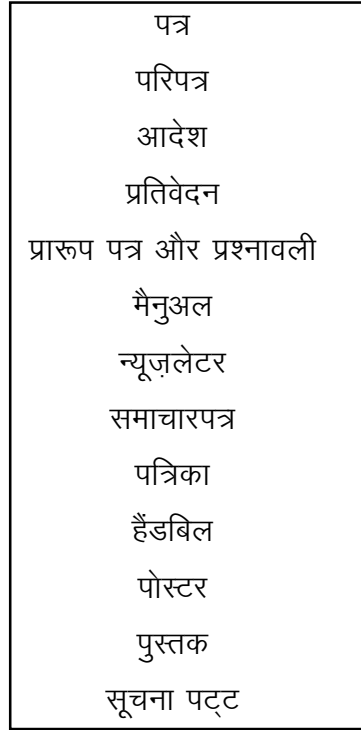 पत्र
परिपत्र
आदेश
प्रतिवेदन
प्रारूप पत्र और प्रश्नावली
मैनुअल
न्यूज़लेटर
समाचारपत्र
पत्रिका
हैंडबिल
पोस्टर
पुस्तक
सूचना पट्ट